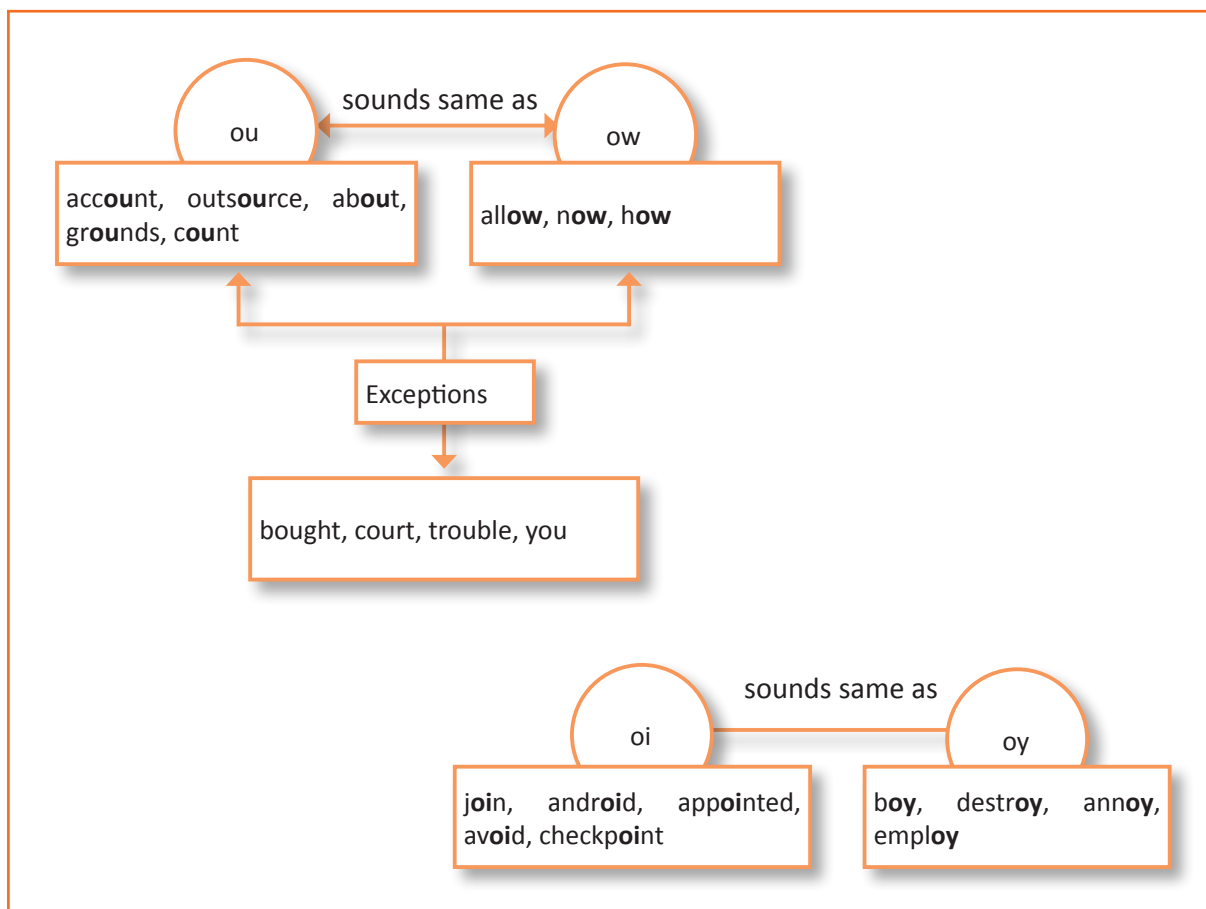 sounds same as
ou
ow
account, outsource, about,
grounds, count
allow, now, how
Exceptions
bought, court, trouble, you
sounds same as
oi
oy
join, android, appointed,
avoid, checkpoint
boy, destroy, annoy,
employ